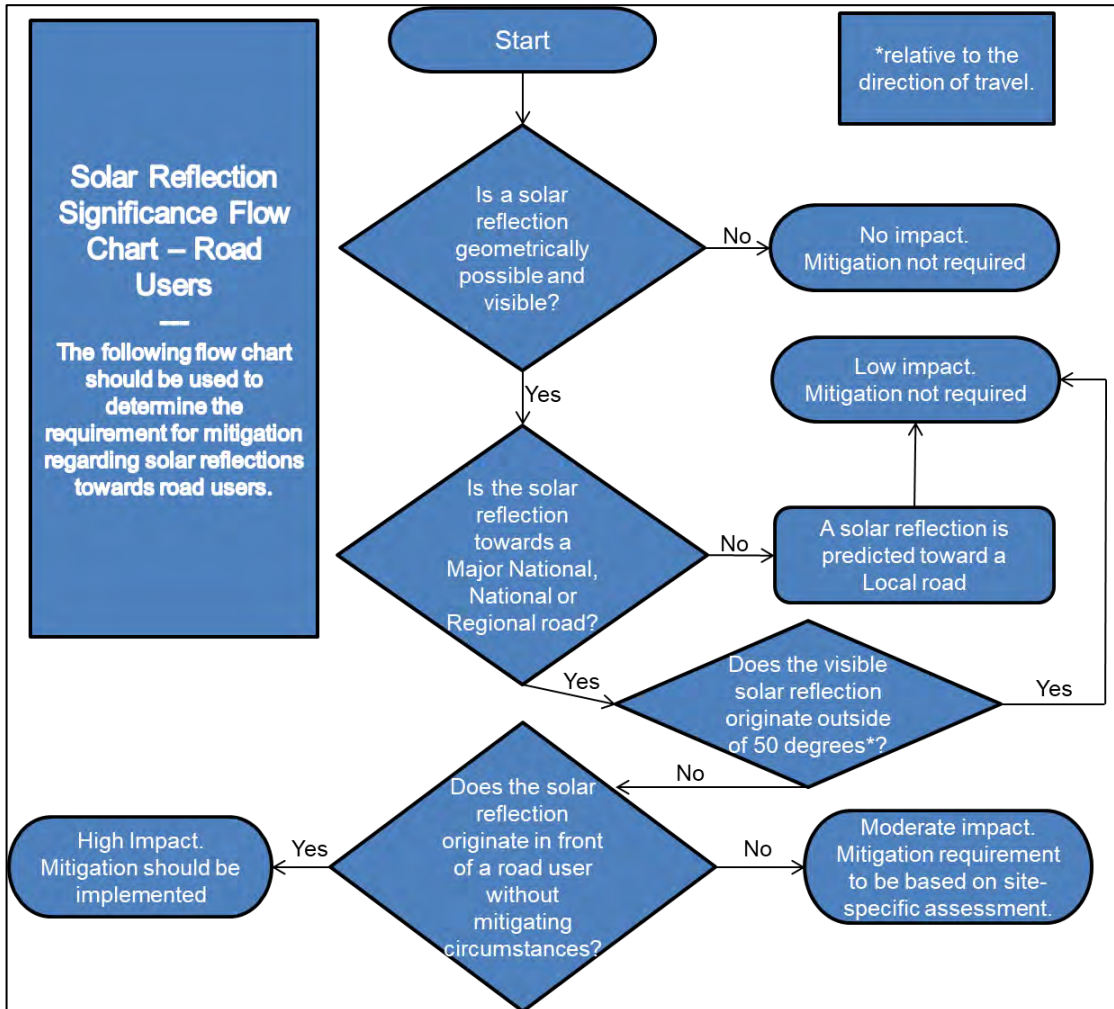 Solar Reflection
Significance Flow
Chart – Road
Users
—
The following flow chart
should be used to
determine the
requirement for mitigation
regarding solar reflections
towards road users.
Start
*relative to the
direction of travel.
Is a solar
reflection
geometrically
possible and
visible?
No
No impact.
Mitigation not required
Yes
Low impact.
Mitigation not required
Is the solar
reflection
towards a
Major National,
National or
Regional road?
No
A solar reflection is
predicted toward a
Local road
Yes
Does the visible
solar reflection
originate outside
of 50 degrees*?
Yes
No
Does the solar
reflection
originate in front
of a road user
without
mitigating
circumstances?
Yes
High Impact.
Mitigation should be
implemented
No
Moderate impact.
Mitigation requirement
to be based on site-
specific assessment.